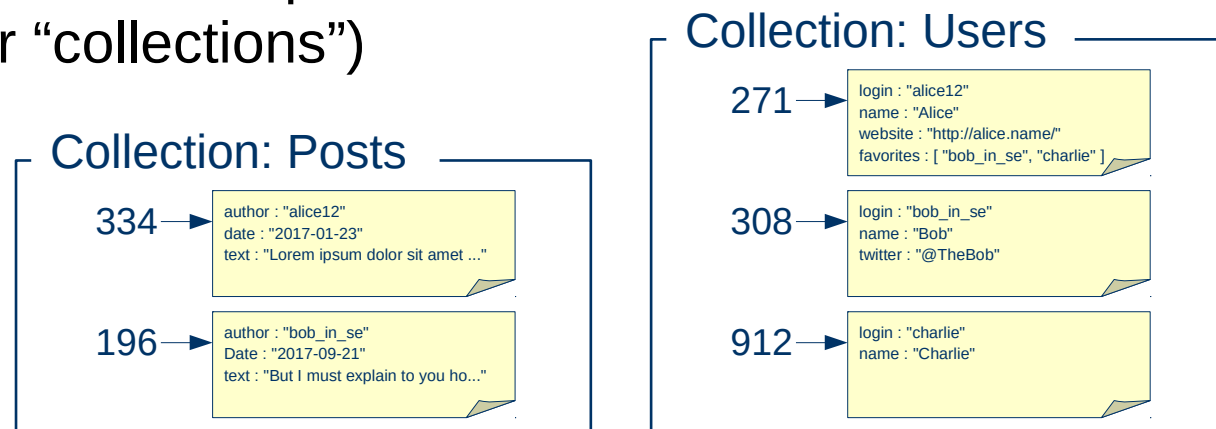 r “collections”)
Collection: Posts
334
author : "alice12"
date : "2017-01-23"
text : "Lorem ipsum dolor sit amet ..."
196
author : "bob_in_se"
Date : "2017-09-21"
text : "But I must explain to you ho..."
Collection: Users
271
login : "alice12"
name : "Alice"
website : "http://alice.name/"
favorites : [ "bob_in_se", "charlie" ]
308
login : "bob_in_se"
name : "Bob"
twitter : "@TheBob"
912
login : "charlie"
name : "Charlie"